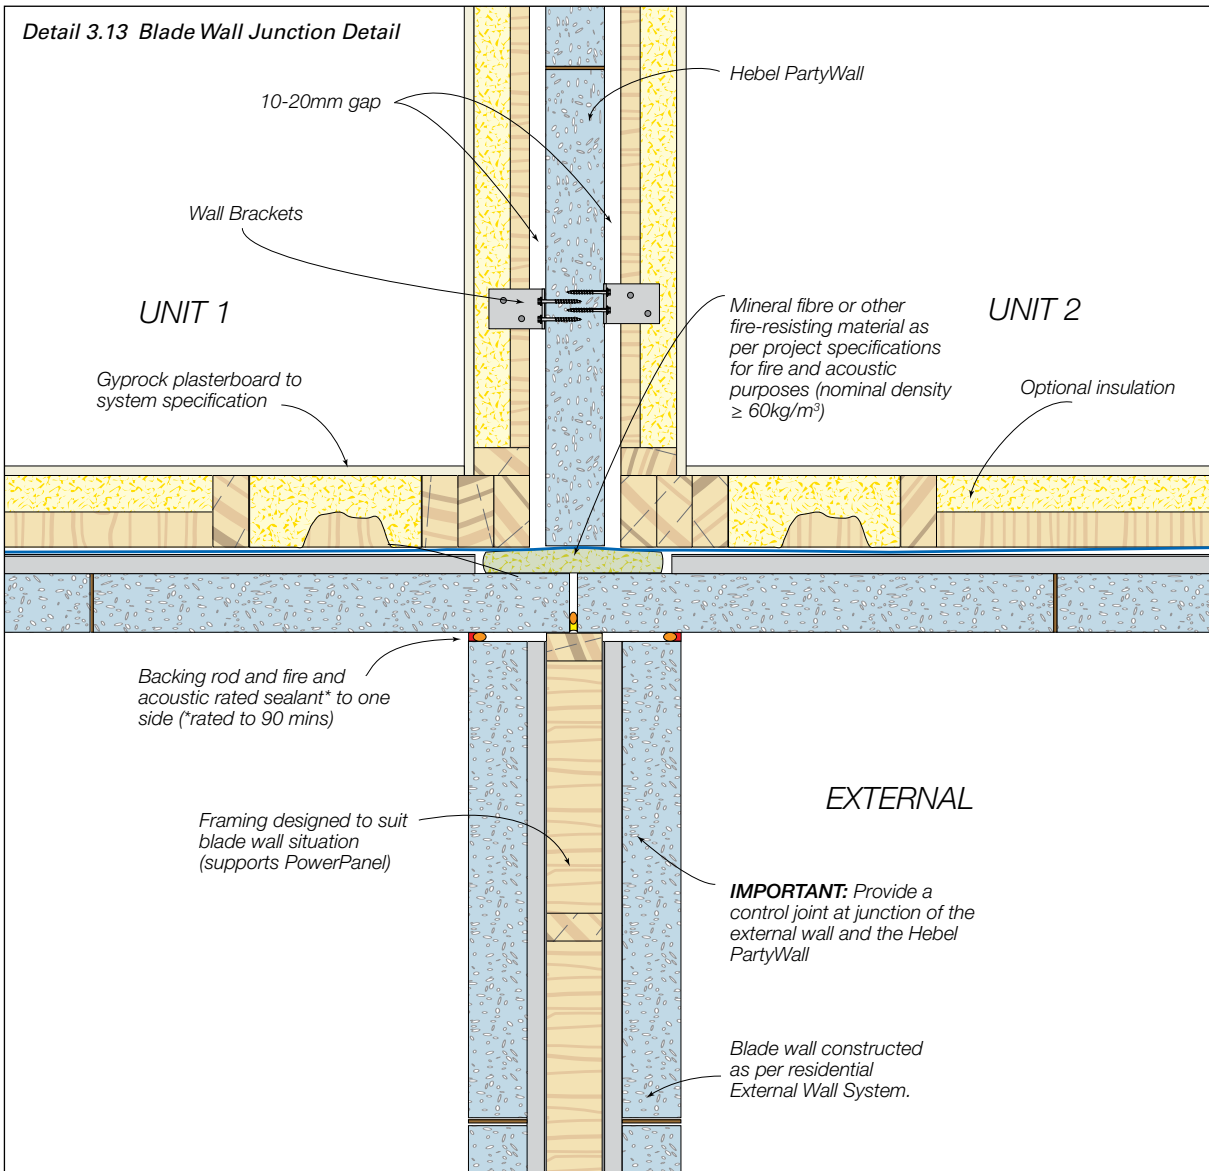 Detail 3.13 Blade Wall Junction Detail
Hebel PartyWall
10-20mm gap
Wall Brackets
UNIT 1
Mineral fibre or other
fire-resisting material as
per project specifications
for fire and acoustic
purposes (nominal density
≥ 60kg/m³)
UNIT 2
Gyprock plasterboard to
system specification
Optional insulation
Backing rod and fire and
acoustic rated sealant* to one
side (*rated to 90 mins)
EXTERNAL
Framing designed to suit
blade wall situation
(supports PowerPanel)
IMPORTANT: Provide a
control joint at junction of the
external wall and the Hebel
PartyWall
Blade wall constructed
as per residential
External Wall System.